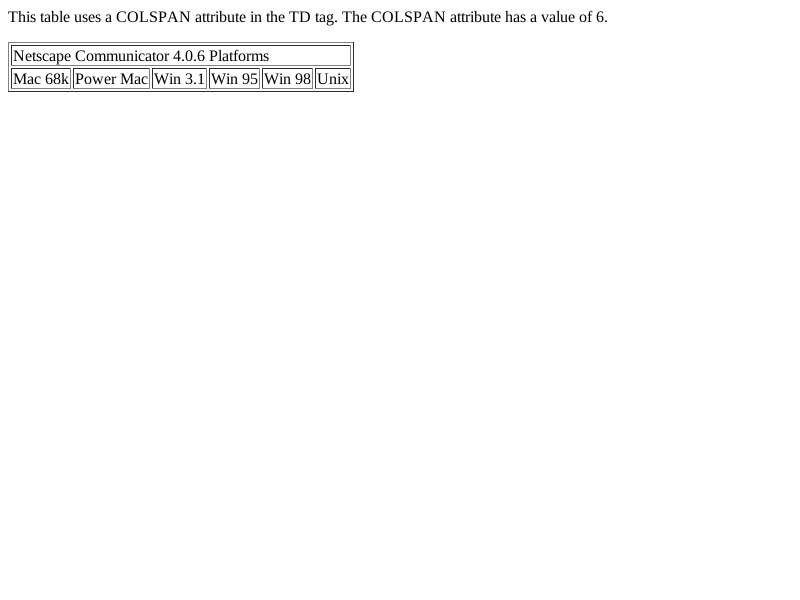 This table uses a COLSPAN attribute in the TD tag. The COLSPAN attribute has a value of 6.
Netscape Communicator 4.0.6 Platforms
Mac 68k Power Mac Win 3.1 Win 95 Win 98 Unix